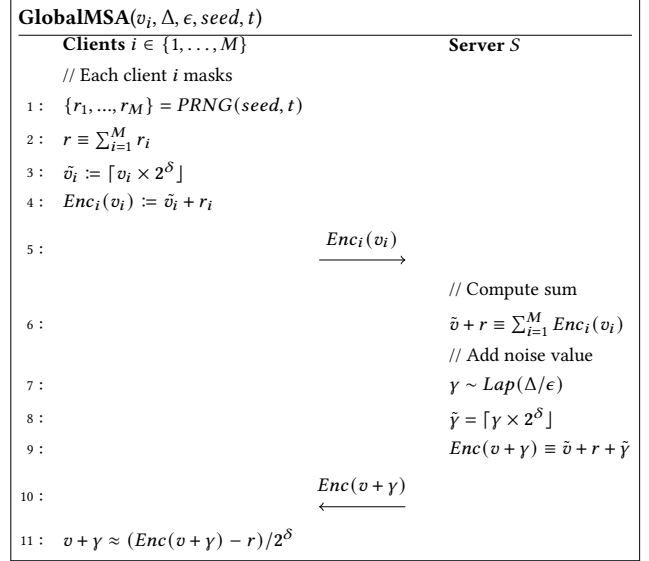 GlobalMSA(v_i, Δ, ϵ, seed, t)
Clients i ∈ {1, . . . , M} Server S
// Each client i masks
1 : {r_1, ..., r_M} = PRNG(seed, t)
2 : r ≡ ∑_{i=1}^{M} r_i
3 : ṽ_i := ⌈v_i × 2^δ⌋
4 : Enc_i(v_i) := ṽ_i + r_i
5 : Enc_i(v_i)
// Compute sum
6 : ṽ + r ≡ ∑_{i=1}^{M} Enc_i(v_i)
// Add noise value
7 : γ ∼ Lap(Δ/ϵ)
8 : γ̃ = ⌈γ × 2^δ⌋
9 : Enc(v + γ) ≡ ṽ + r + γ̃
10 : Enc(v + γ)
11 : v + γ ≈ (Enc(v + γ) − r)/2^δ